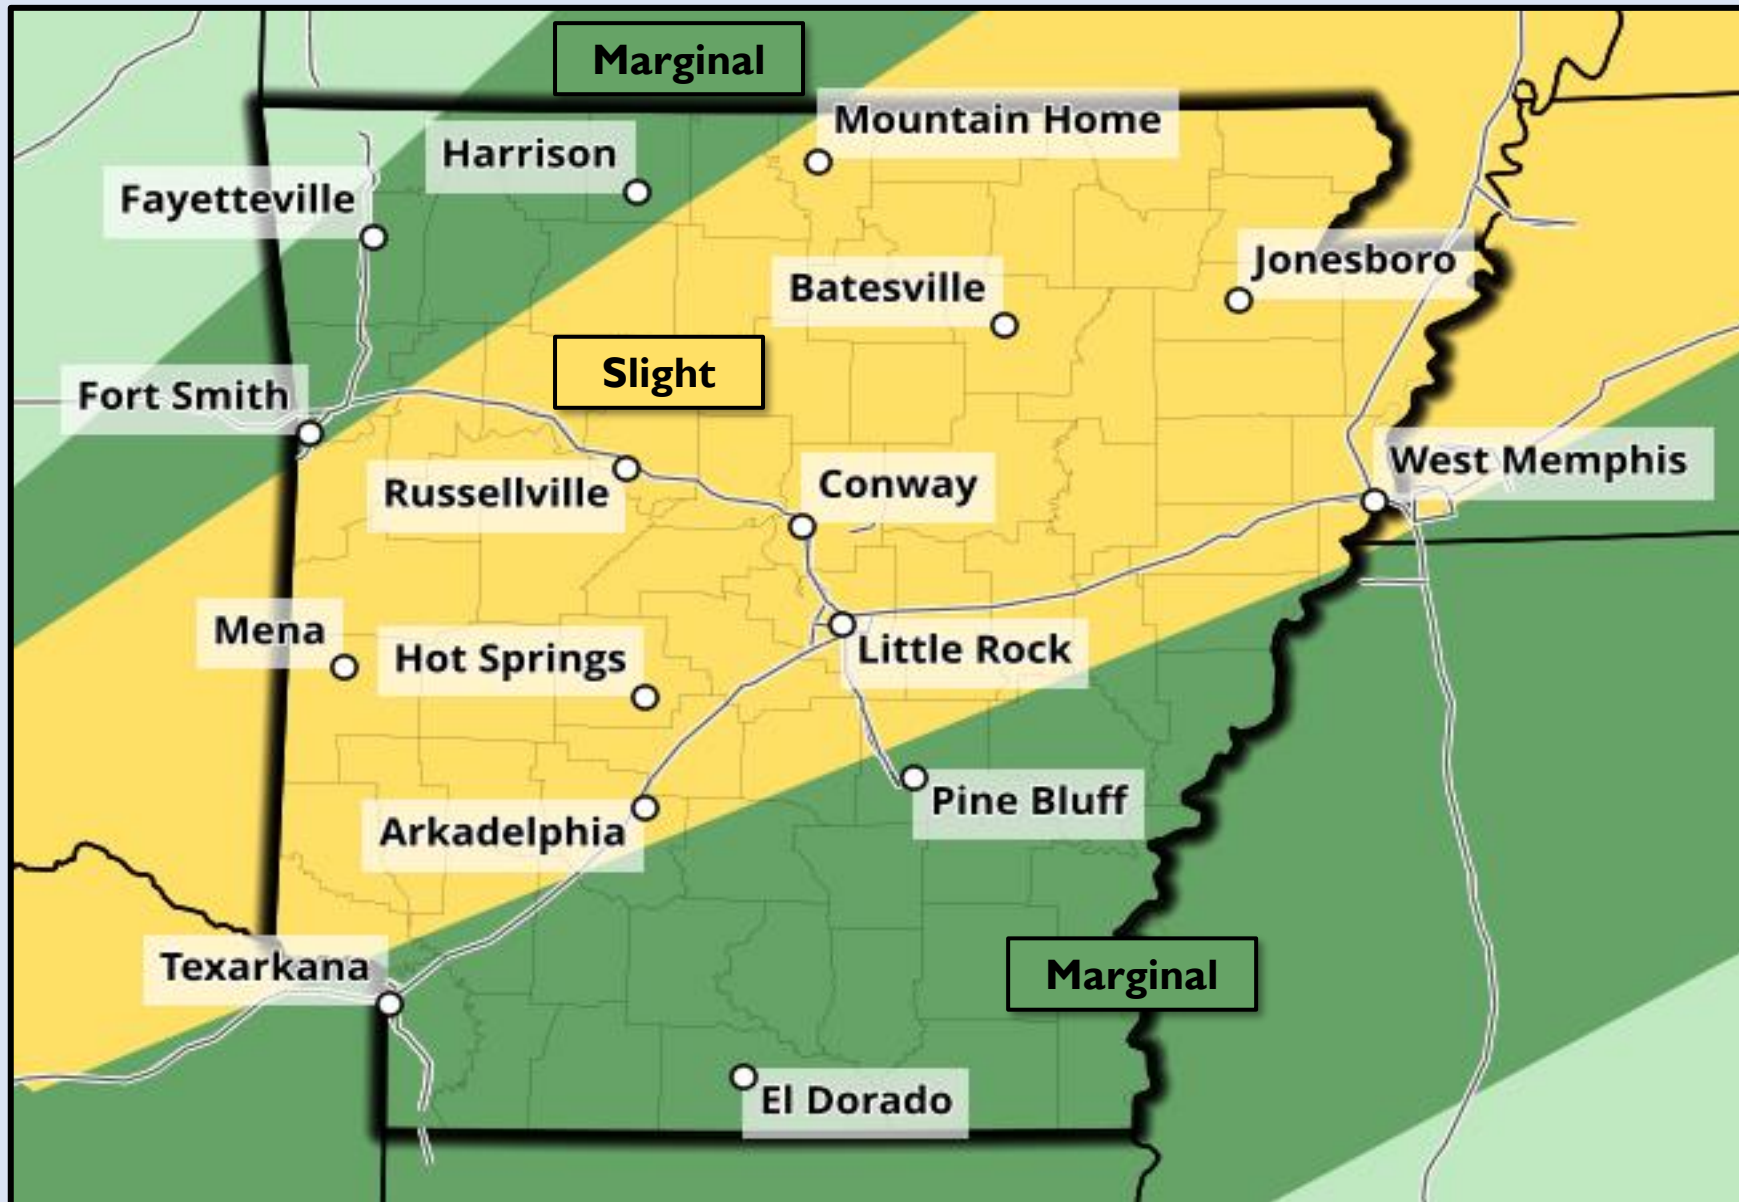 Marginal
Mountain Home
Harrison
Fayetteville
Jonesboro
Batesville
Slight
Fort Smith
West Memphis
Russellville
Conway
Mena
Hot Springs
Little Rock
Pine Bluff
Arkadelphia
Texarkana
Marginal
El Dorado